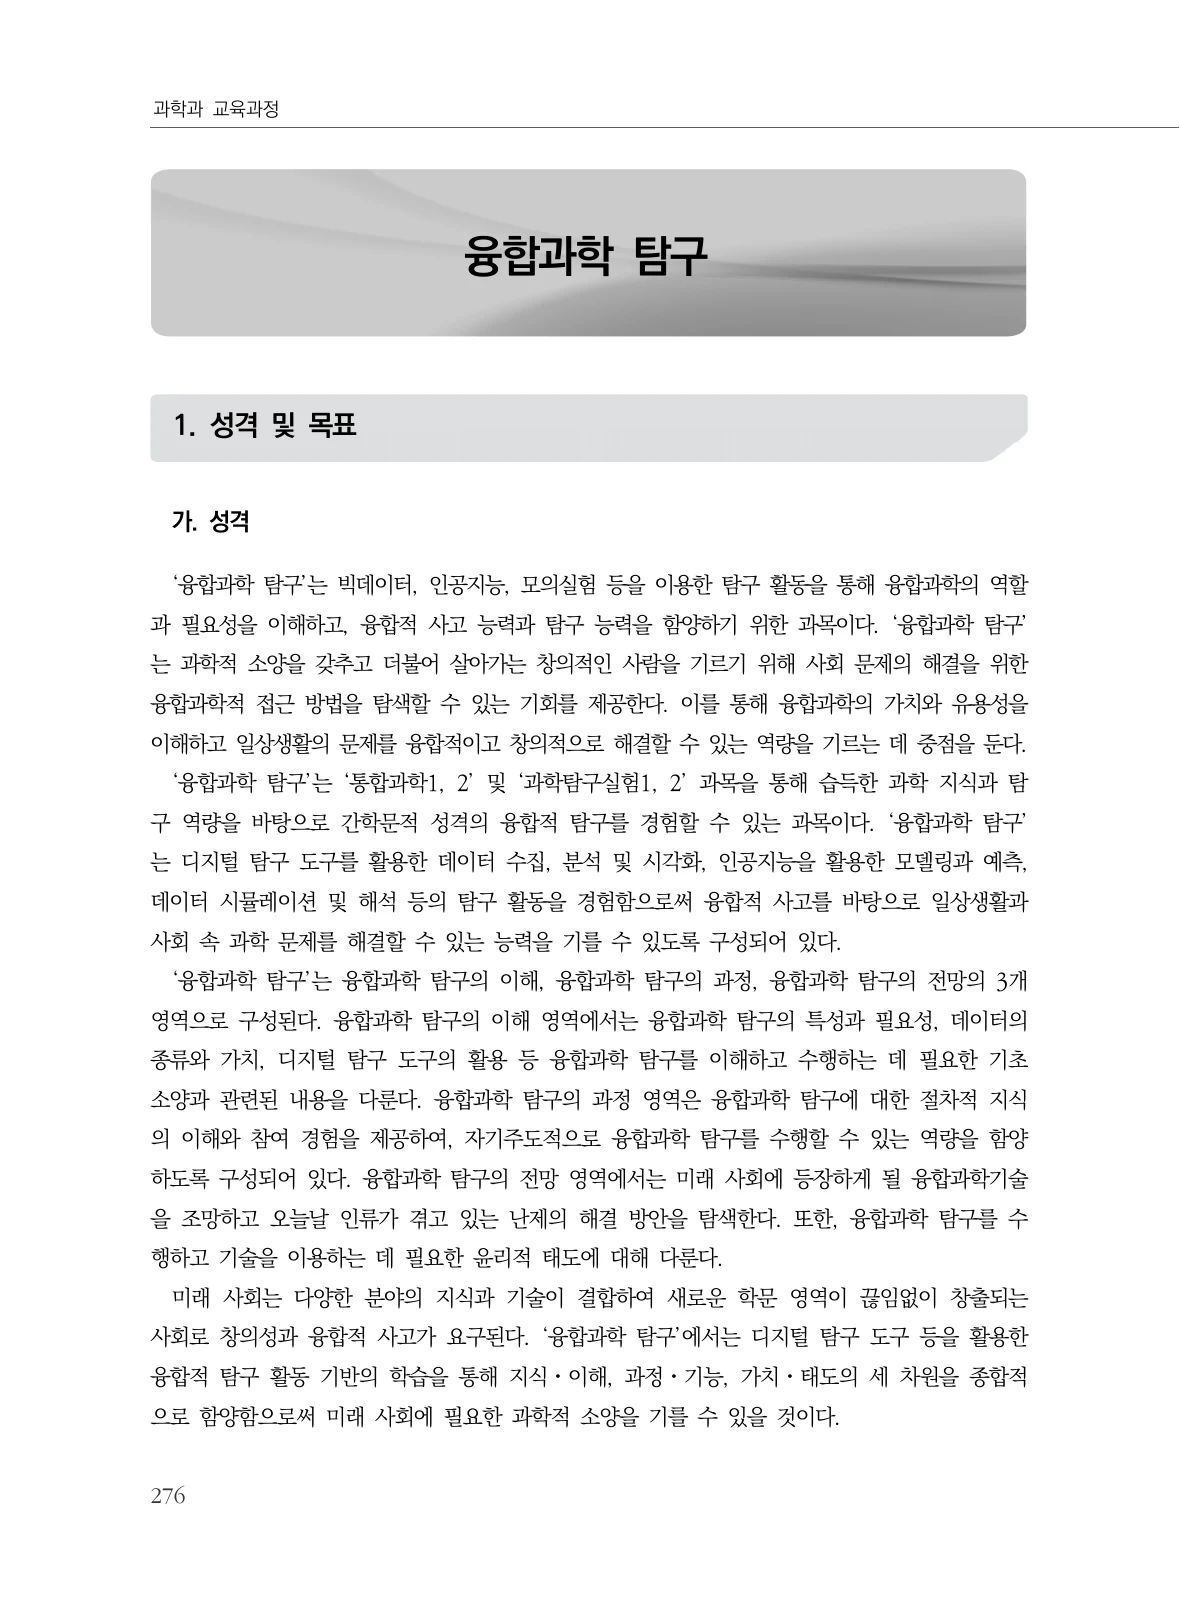 과학과 교육과정
융합과학 탐구
1. 성격 및 목표
가. 성격
‘융합과학 탐구’는 빅데이터, 인공지능, 모의실험 등을 이용한 탐구 활동을 통해 융합과학의 역할
과 필요성을 이해하고, 융합적 사고 능력과 탐구 능력을 함양하기 위한 과목이다. ‘융합과학 탐구’
는 과학적 소양을 갖추고 더불어 살아가는 창의적인 사람을 기르기 위해 사회 문제의 해결을 위한
융합과학적 접근 방법을 탐색할 수 있는 기회를 제공한다. 이를 통해 융합과학의 가치와 유용성을
이해하고 일상생활의 문제를 융합적이고 창의적으로 해결할 수 있는 역량을 기르는 데 중점을 둔다.
‘융합과학 탐구’는 ‘통합과학1, 2’ 및 ‘과학탐구실험1, 2’ 과목을 통해 습득한 과학 지식과 탐
구 역량을 바탕으로 간학문적 성격의 융합적 탐구를 경험할 수 있는 과목이다. ‘융합과학 탐구’
는 디지털 탐구 도구를 활용한 데이터 수집, 분석 및 시각화, 인공지능을 활용한 모델링과 예측,
데이터 시뮬레이션 및 해석 등의 탐구 활동을 경험함으로써 융합적 사고를 바탕으로 일상생활과
사회 속 과학 문제를 해결할 수 있는 능력을 기를 수 있도록 구성되어 있다.
‘융합과학 탐구’는 융합과학 탐구의 이해, 융합과학 탐구의 과정, 융합과학 탐구의 전망의 3개
영역으로 구성된다. 융합과학 탐구의 이해 영역에서는 융합과학 탐구의 특성과 필요성, 데이터의
종류와 가치, 디지털 탐구 도구의 활용 등 융합과학 탐구를 이해하고 수행하는 데 필요한 기초
소양과 관련된 내용을 다룬다. 융합과학 탐구의 과정 영역은 융합과학 탐구에 대한 절차적 지식
의 이해와 참여 경험을 제공하여, 자기주도적으로 융합과학 탐구를 수행할 수 있는 역량을 함양
하도록 구성되어 있다. 융합과학 탐구의 전망 영역에서는 미래 사회에 등장하게 될 융합과학기술
을 조망하고 오늘날 인류가 겪고 있는 난제의 해결 방안을 탐색한다. 또한, 융합과학 탐구를 수
행하고 기술을 이용하는 데 필요한 윤리적 태도에 대해 다룬다.
미래 사회는 다양한 분야의 지식과 기술이 결합하여 새로운 학문 영역이 끊임없이 창출되는
사회로 창의성과 융합적 사고가 요구된다. ‘융합과학 탐구’에서는 디지털 탐구 도구 등을 활용한
융합적 탐구 활동 기반의 학습을 통해 지식·이해, 과정·기능, 가치·태도의 세 차원을 종합적
으로 함양함으로써 미래 사회에 필요한 과학적 소양을 기를 수 있을 것이다.
276